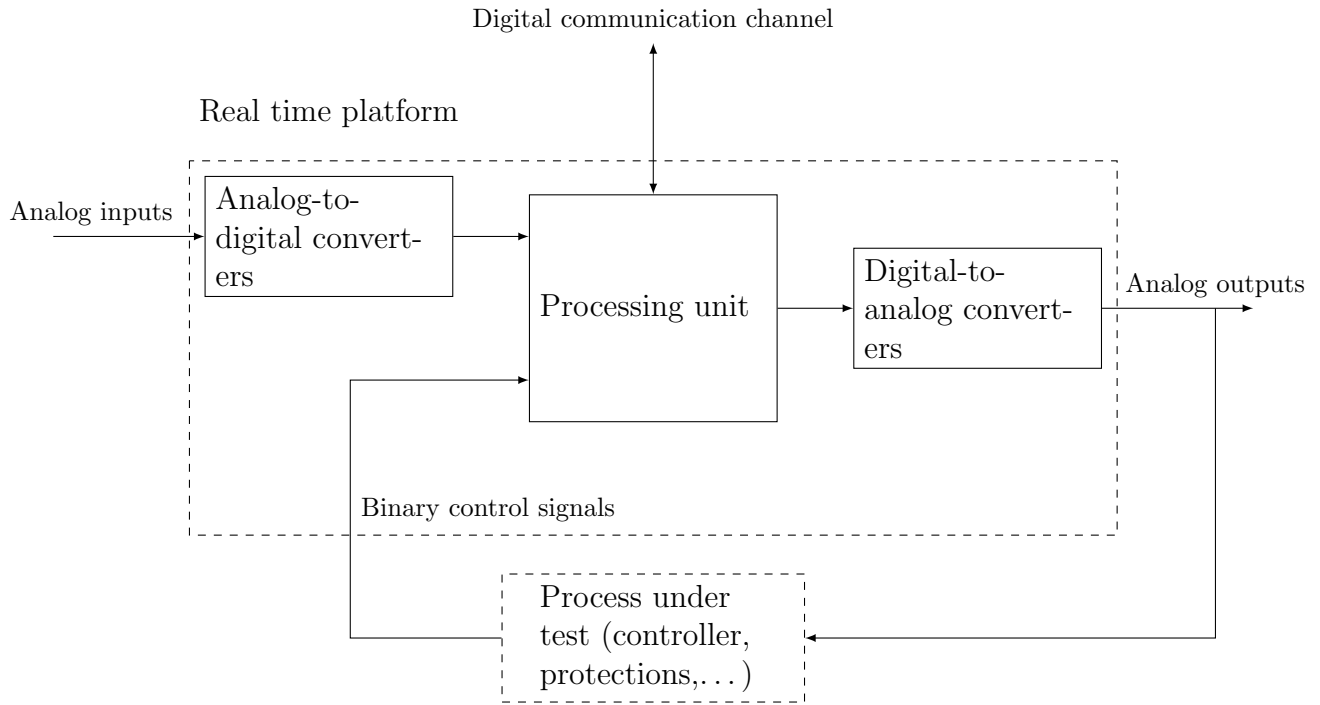 Digital communication channel
Real time platform
Analog inputs
Analog-to-
digital convert-
ers
Processing unit
Digital-to-
analog convert-
ers
Analog outputs
Binary control signals
Process under
test (controller,
protections,...)